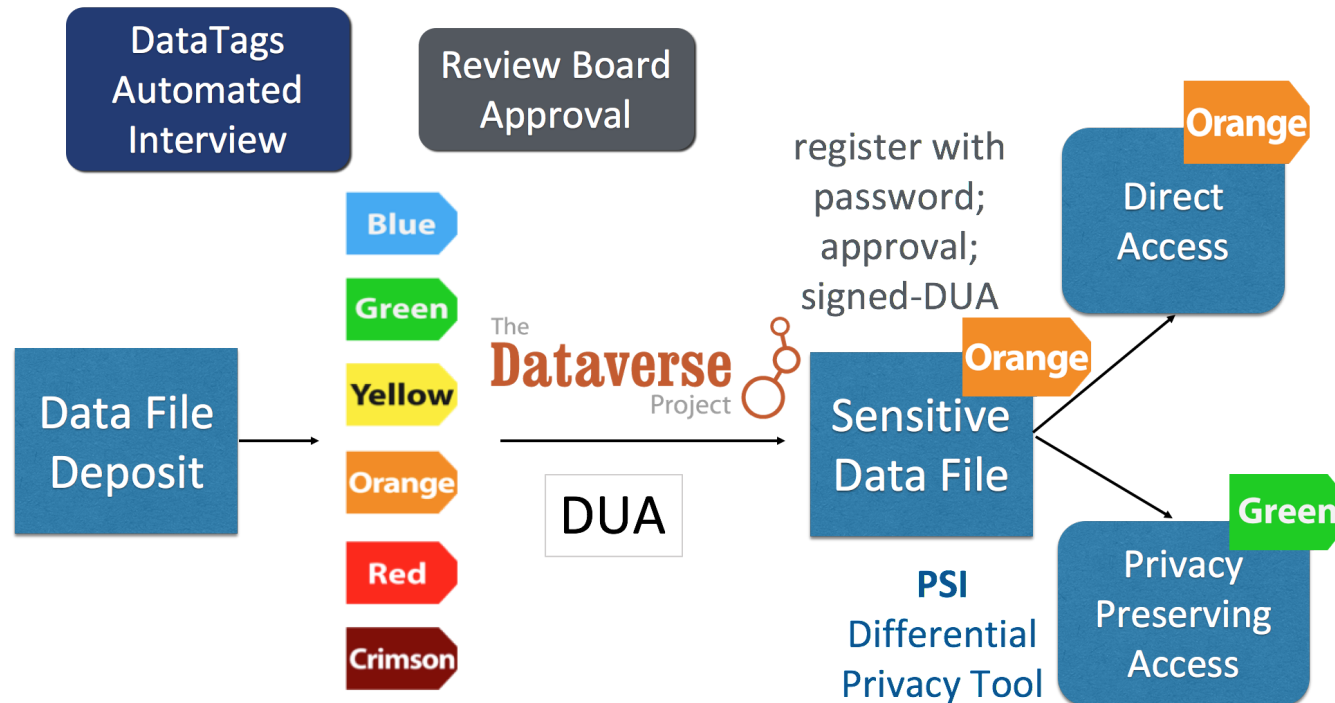 DataTags
Automated
Interview
Review Board
Approval
Blue
Green
Yellow
Orange
Red
Crimson
Data File
Deposit
The
Dataverse
Project
DUA
register with
password;
approval;
signed-DUA
Orange
Sensitive
Data File
PSI
Differential
Privacy Tool
Orange
Direct
Access
Green
Privacy
Preserving
Access